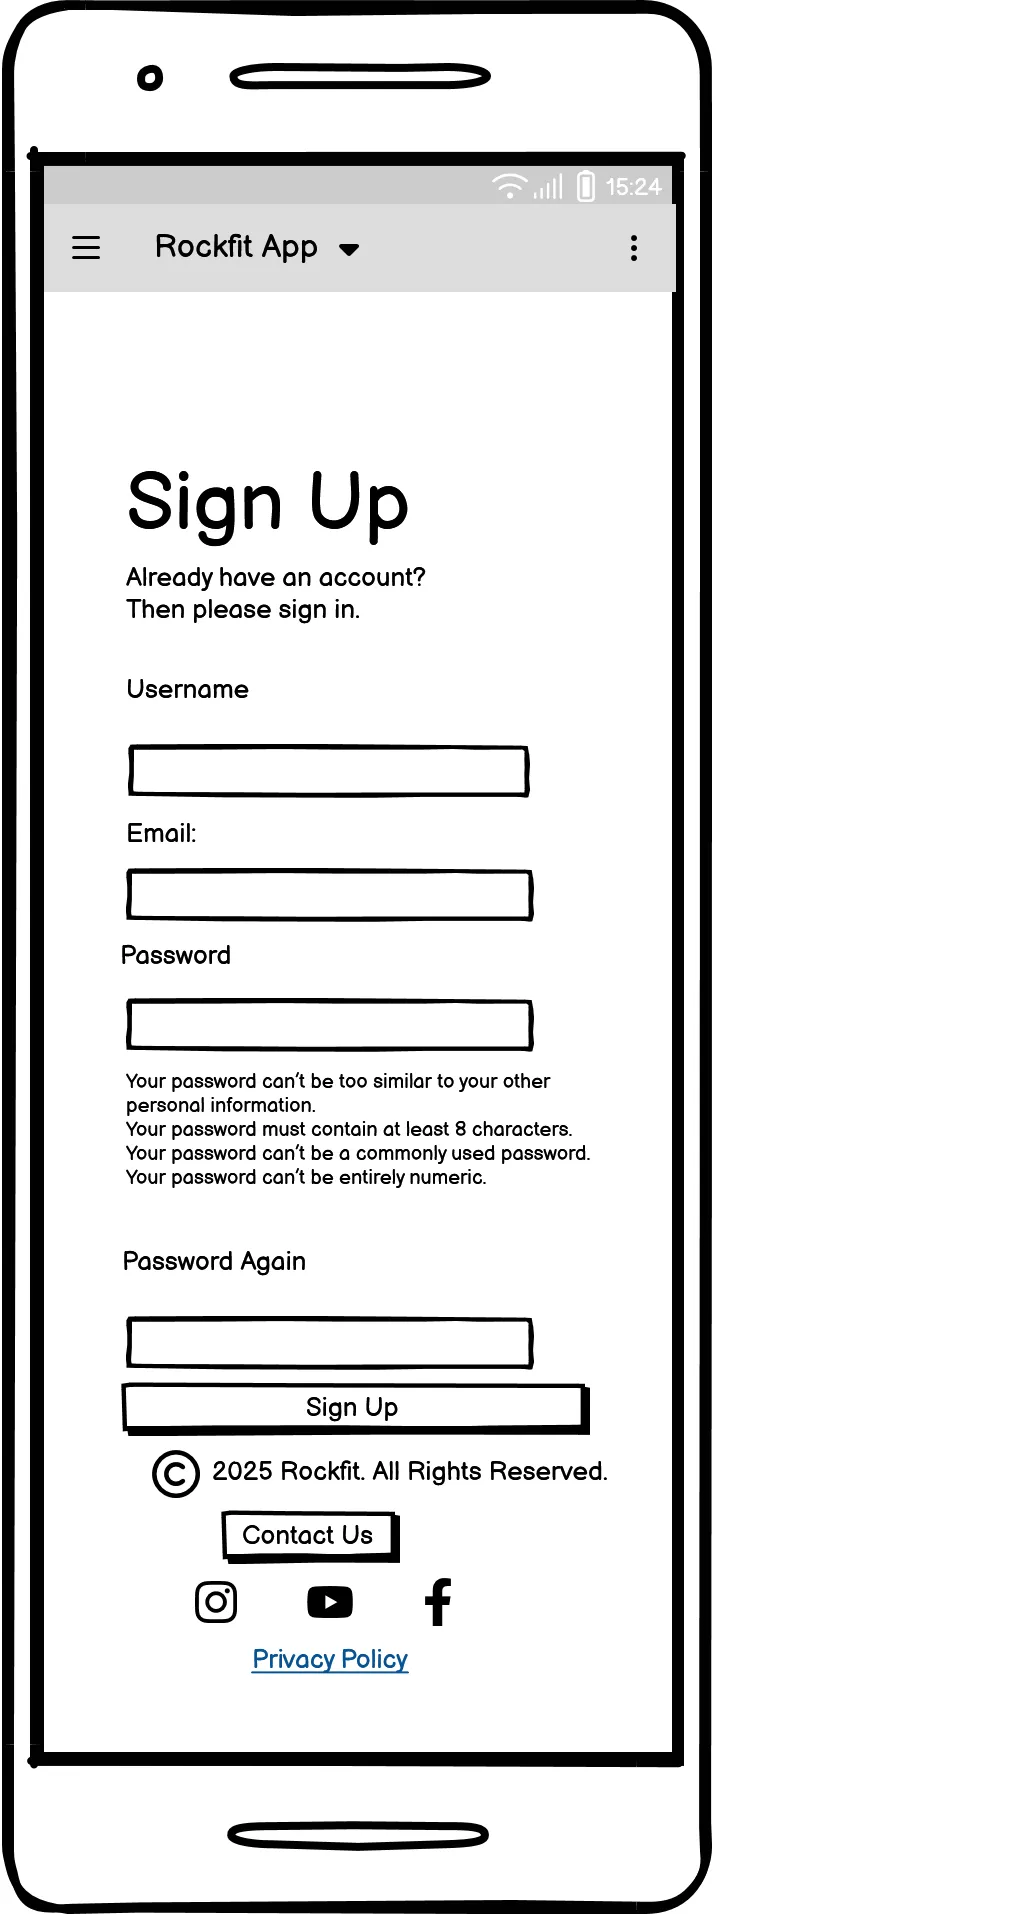 15:24
Rockfit App
Sign Up
Already have an account?
Then please sign in.
Username
Email:
Password
Your password can't be too similar to your other
personal information.
Your password must contain at least 8 characters.
Your password can't be a commonly used password.
Your password can't be entirely numeric.
Password Again
Sign Up
© 2025 Rockfit. All Rights Reserved.
Contact Us
Privacy Policy